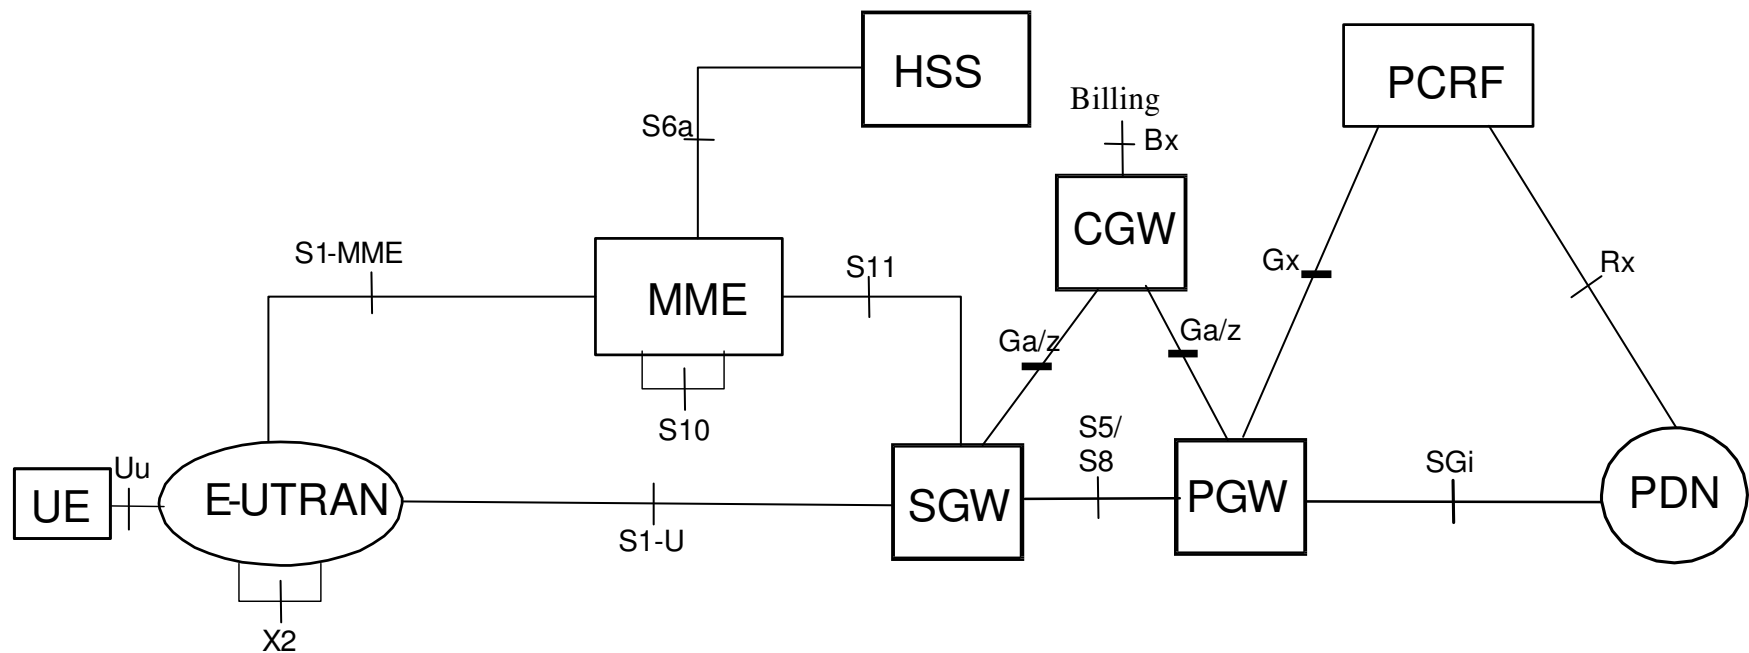 HSS
PCRF
Billing
S6a
Bx
CGW
S1-MME
S11
Gx
Rx
MME
Ga/z
Ga/z
S10
S5/
S8
Uu
SGi
UE
E-UTRAN
SGW
PGW
PDN
S1-U
X2